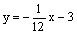 y = − 1/12 x − 3